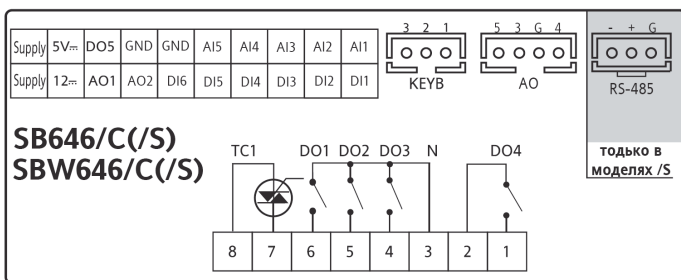 3 2 1
5 3 G 4
- + G
Supply 5V⎓ DO5 GND GND AI5 AI4 AI3 AI2 AI1
Supply 12⎓ AO1 AO2 DI6 DI5 DI4 DI3 DI2 DI1
KEYB
AO
RS-485
SB646/C(/S)
SBW646/C(/S)
тодько в
моделях /S
TC1 DO1 DO2 DO3 N DO4
8 7 6 5 4 3 2 1